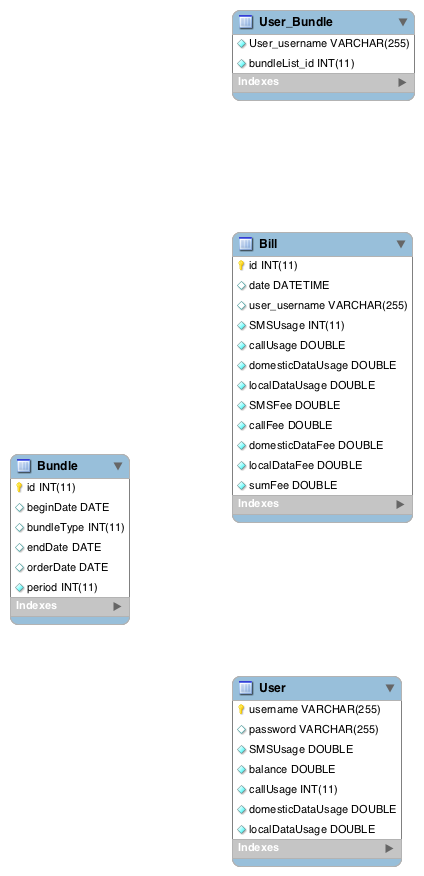 User_Bundle
User_username VARCHAR(255)
bundleList_id INT(11)
Indexes
Bill
id INT(11)
date DATETIME
user_username VARCHAR(255)
SMSUsage INT(11)
callUsage DOUBLE
domesticDataUsage DOUBLE
localDataUsage DOUBLE
SMSFee DOUBLE
callFee DOUBLE
domesticDataFee DOUBLE
localDataFee DOUBLE
sumFee DOUBLE
Indexes
Bundle
id INT(11)
beginDate DATE
bundleType INT(11)
endDate DATE
orderDate DATE
period INT(11)
Indexes
User
username VARCHAR(255)
password VARCHAR(255)
SMSUsage DOUBLE
balance DOUBLE
callUsage INT(11)
domesticDataUsage DOUBLE
localDataUsage DOUBLE
Indexes